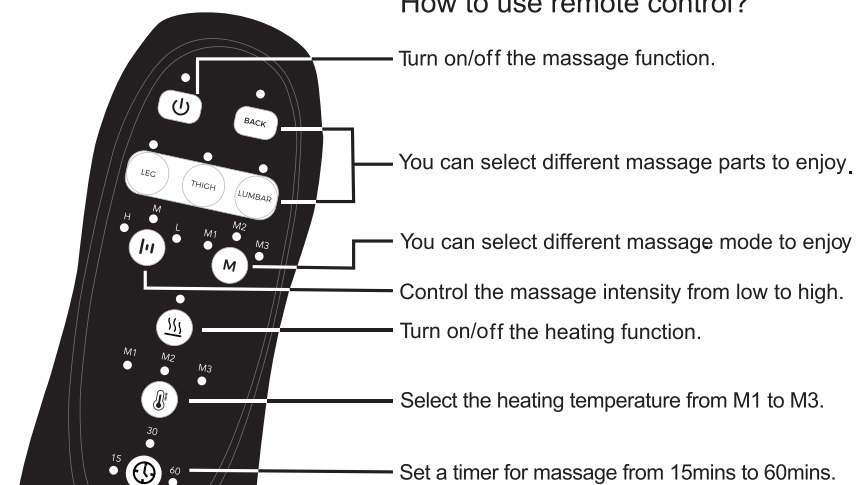 How to use remote control?
Turn on/off the massage function.
BACK
You can select different massage parts to enjoy.
LEG THIGH LUMBAR
H M L M1 M2 M3
M
You can select different massage mode to enjoy
Control the massage intensity from low to high.
Turn on/off the heating function.
M1 M2 M3
Select the heating temperature from M1 to M3.
15 30 60
Set a timer for massage from 15mins to 60mins.